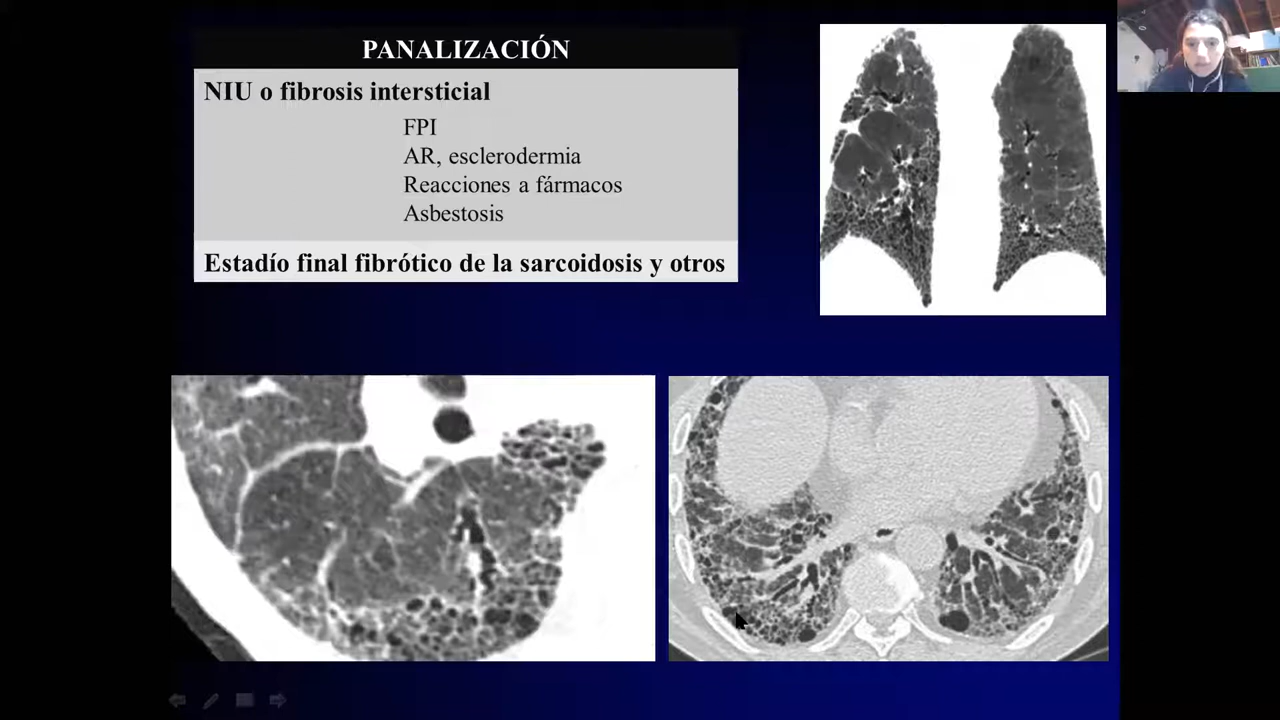 PANALIZACIÓN
NIU o fibrosis intersticial
FPI
AR, esclerodermia
Reacciones a fármacos
Asbestosis
Estadío final fibrótico de la sarcoidosis y otros